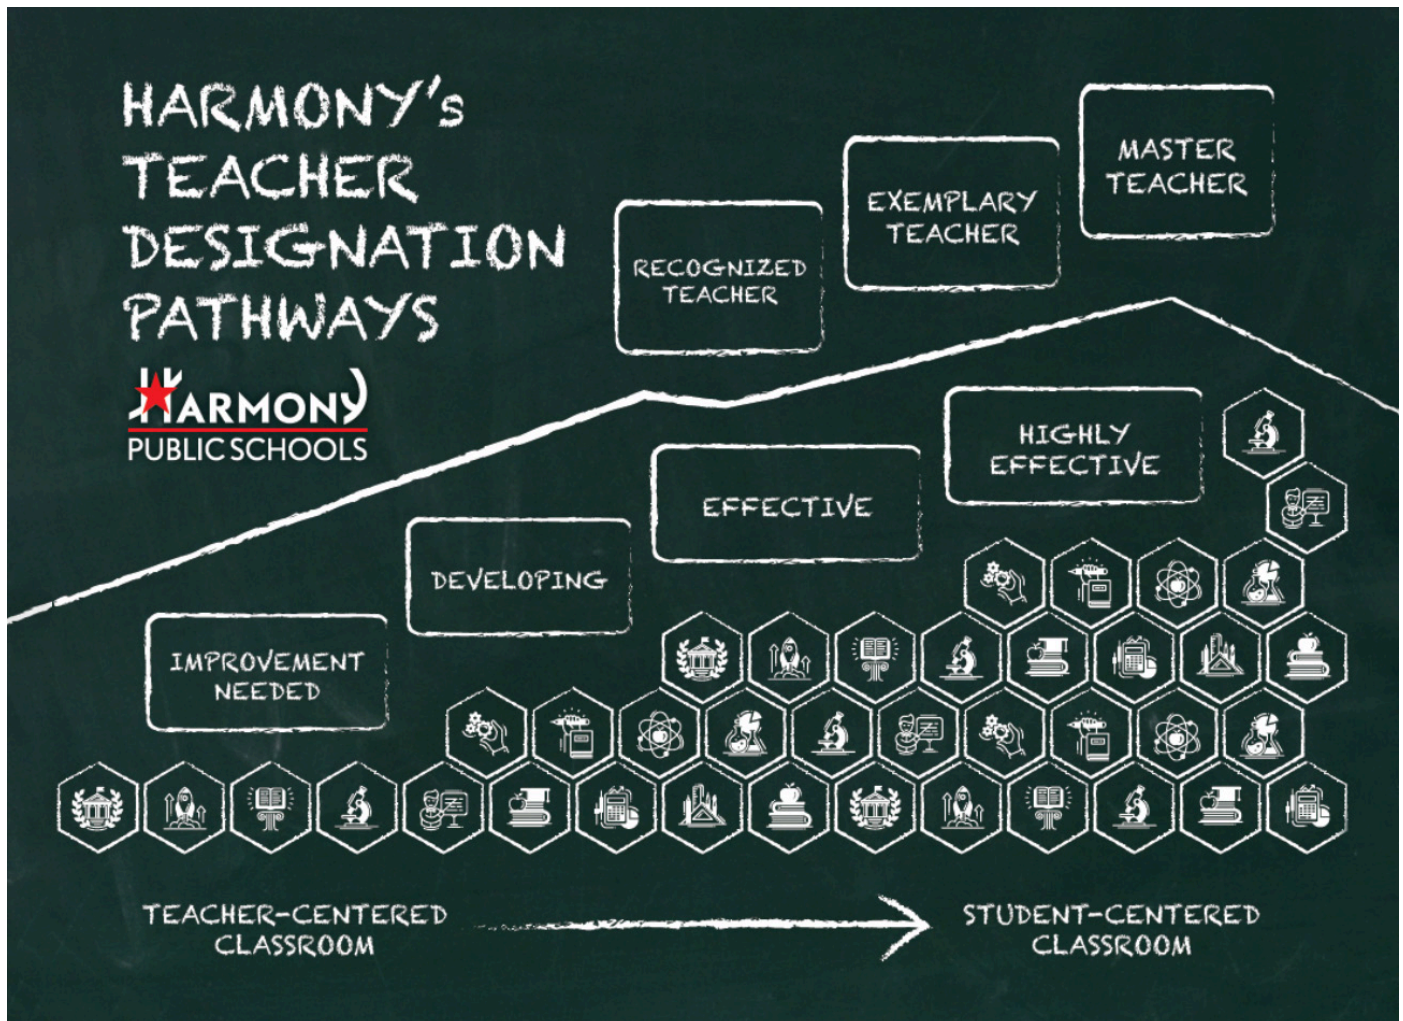 HARMONY's
TEACHER
DESIGNATION
PATHWAYS
HARMONY
PUBLIC SCHOOLS
MASTER
TEACHER
EXEMPLARY
TEACHER
RECOGNIZED
TEACHER
HIGHLY
EFFECTIVE
EFFECTIVE
DEVELOPING
IMPROVEMENT
NEEDED
TEACHER-CENTERED
CLASSROOM
STUDENT-CENTERED
CLASSROOM